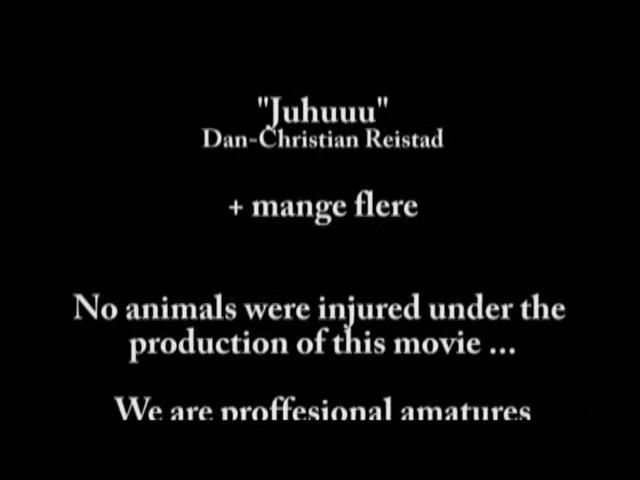 "Juhuuu"
Dan-Christian Reistad
+ mange flere
No animals were injured under the
production of this movie ...
We are proffesional amatures